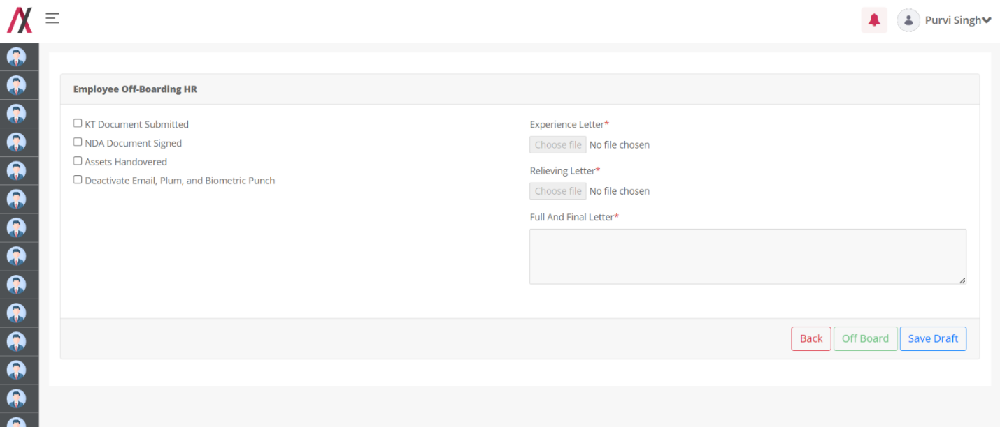 Purvi Singh
Employee Off-Boarding HR
KT Document Submitted
NDA Document Signed
Assets Handovered
Deactivate Email, Plum, and Biometric Punch
Experience Letter*
Choose file No file chosen
Relieving Letter*
Choose file No file chosen
Full And Final Letter*
Back Off Board Save Draft